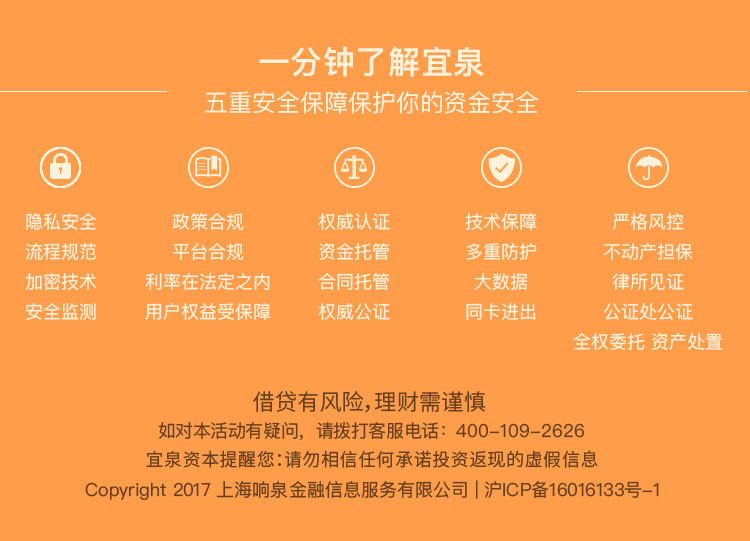 一分钟了解宜泉
五重安全保障保护你的资金安全
隐私安全
流程规范
加密技术
安全监测
政策合规
平台合规
利率在法定之内
用户权益受保障
权威认证
资金托管
合同托管
权威公证
技术保障
多重防护
大数据
同卡进出
严格风控
不动产担保
律所见证
公证处公证
全权委托 资产处置
借贷有风险,理财需谨慎
如对本活动有疑问，请拨打客服电话：400-109-2626
宜泉资本提醒您:请勿相信任何承诺投资返现的虚假信息
Copyright 2017 上海响泉金融信息服务有限公司 | 沪ICP备16016133号-1